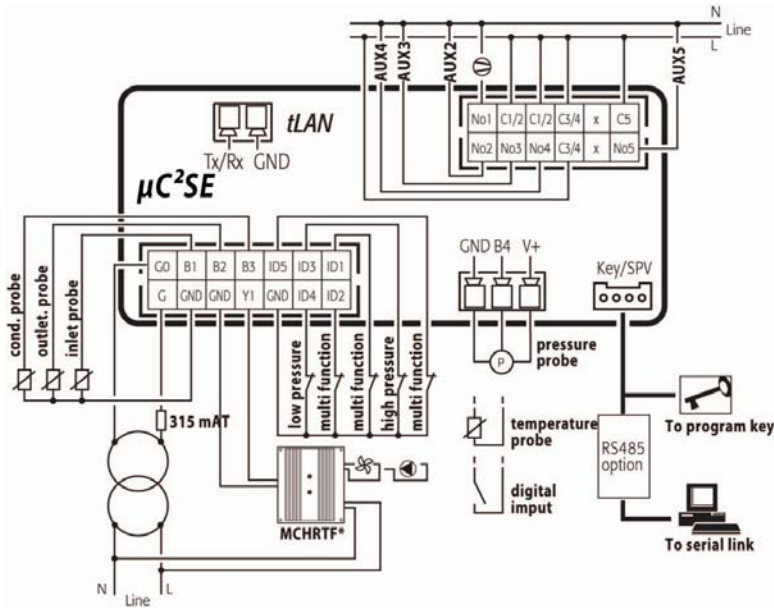 N
Line
L
AUX4
AUX3
AUX2
AUX5
No1 C1/2 C1/2 C3/4 x C5
No2 No3 No4 C3/4 x No5
tLAN
Tx/Rx GND
µC²SE
G0 B1 B2 B3 ID5 ID3 ID1
G GND GND Y1 GND ID4 ID2
GND B4 V+
Key/SPV
cond. probe
outlet. probe
inlet probe
low pressure
multi function
multi function
high pressure
multi function
P
pressure
probe
315 mAT
temperature
probe
digital
imput
To program key
RS485
option
To serial link
MCHRTF*
N L
Line